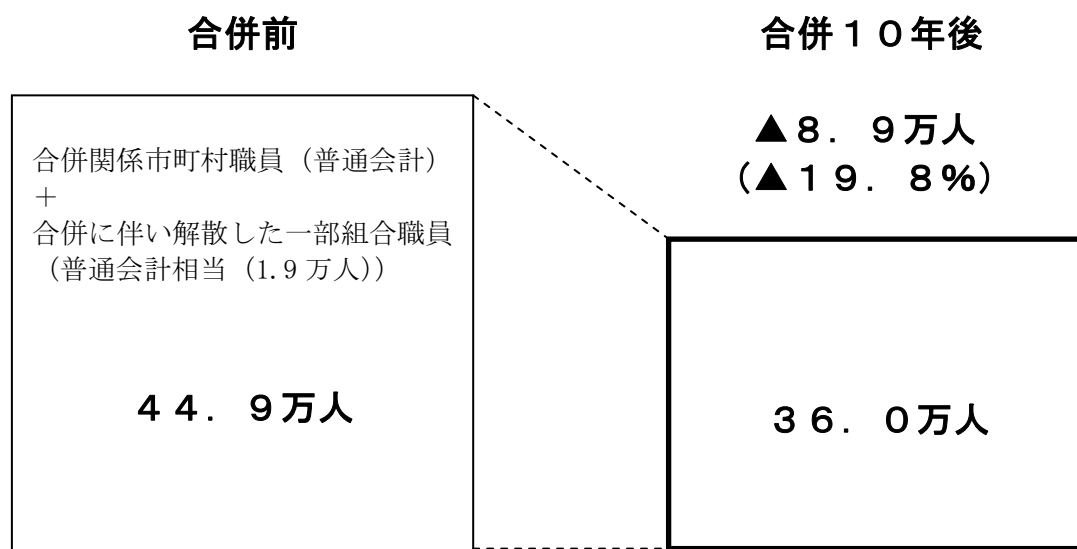 合併前
合併関係市町村職員（普通会計）
＋
合併に伴い解散した一部組合職員
（普通会計相当（1.9 万人））
４４．９万人
合併１０年後
▲８．９万人
（▲１９．８％）
３６．０万人